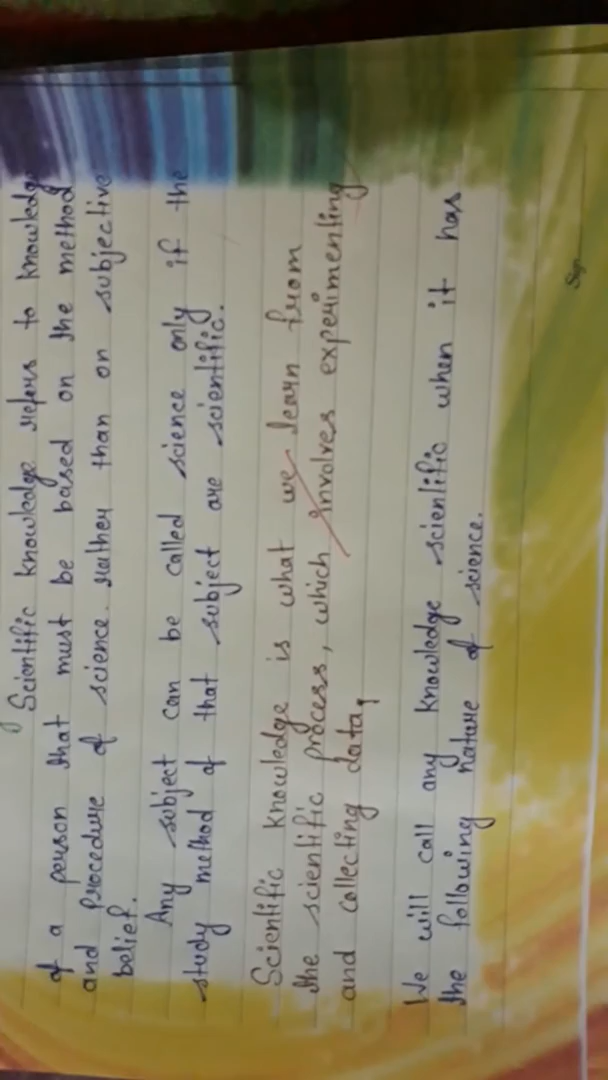 Scientific knowledge refers to knowledge
of a person that must be based on the method
and procedure of science rather than on subjective
belief.
Any subject can be called science only if the
study method of that subject are scientific.
Scientific knowledge is what we learn from
the scientific process, which involves experimenting
and collecting data,
We will call any knowledge scientific when it has
the following nature of science.